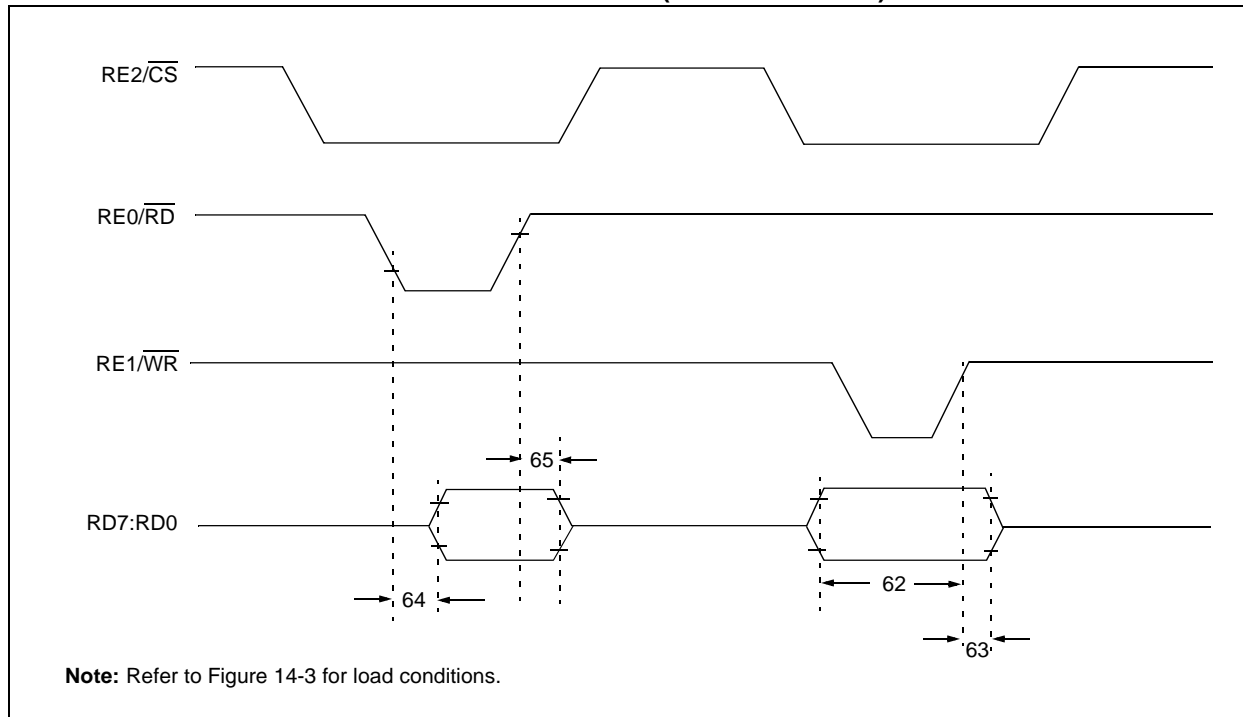 RE2/CS
RE0/RD
RE1/WR
65
RD7:RD0
62
64
63
Note: Refer to Figure 14-3 for load conditions.